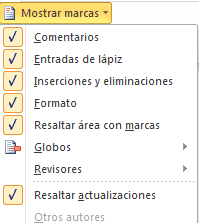 Mostrar marcas
Comentarios
Entradas de lápiz
Inserciones y eliminaciones
Formato
Resaltar área con marcas
Globos
Revisores
Resaltar actualizaciones
Otros autores